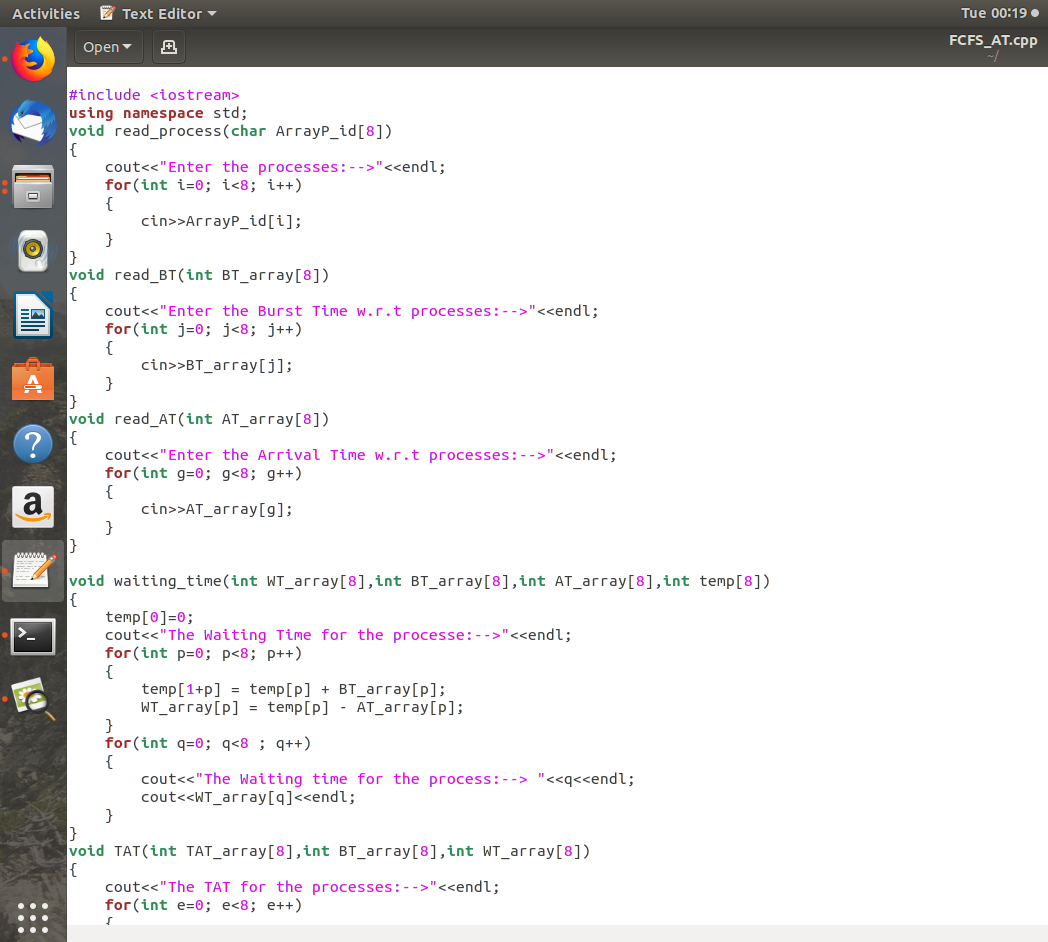 Activities Text Editor Tue 00:19
Open FCFS_AT.cpp
~/
#include <iostream>
using namespace std;
void read_process(char ArrayP_id[8])
{
    cout<<"Enter the processes:-->"<<endl;
    for(int i=0; i<8; i++)
    {
        cin>>ArrayP_id[i];
    }
}
void read_BT(int BT_array[8])
{
    cout<<"Enter the Burst Time w.r.t processes:-->"<<endl;
    for(int j=0; j<8; j++)
    {
        cin>>BT_array[j];
    }
}
void read_AT(int AT_array[8])
{
    cout<<"Enter the Arrival Time w.r.t processes:-->"<<endl;
    for(int g=0; g<8; g++)
    {
        cin>>AT_array[g];
    }
}

void waiting_time(int WT_array[8],int BT_array[8],int AT_array[8],int temp[8])
{
    temp[0]=0;
    cout<<"The Waiting Time for the processe:-->"<<endl;
    for(int p=0; p<8; p++)
    {
        temp[1+p] = temp[p] + BT_array[p];
        WT_array[p] = temp[p] - AT_array[p];
    }
    for(int q=0; q<8 ; q++)
    {
        cout<<"The Waiting time for the process:--> "<<q<<endl;
        cout<<WT_array[q]<<endl;
    }
}
void TAT(int TAT_array[8],int BT_array[8],int WT_array[8])
{
    cout<<"The TAT for the processes:-->"<<endl;
    for(int e=0; e<8; e++)
    {